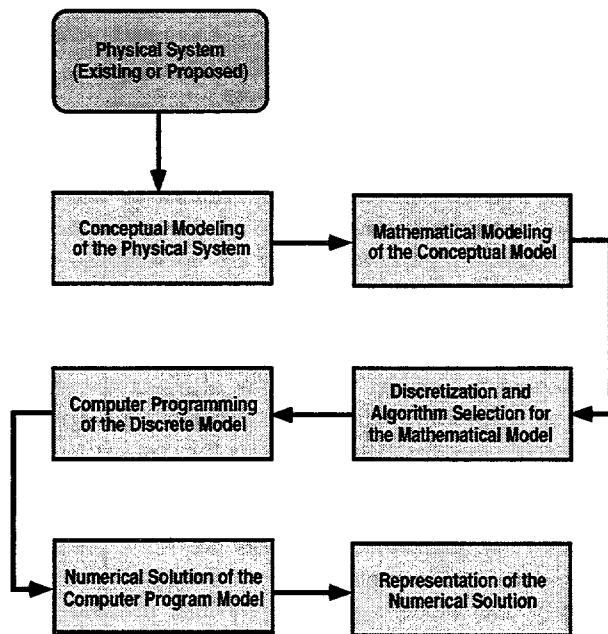 Physical System
(Existing or Proposed)
Conceptual Modeling
of the Physical System
Mathematical Modeling
of the Conceptual Model
Discretization and
Algorithm Selection for
the Mathematical Model
Computer Programming
of the Discrete Model
Numerical Solution of the
Computer Program Model
Representation of the
Numerical Solution